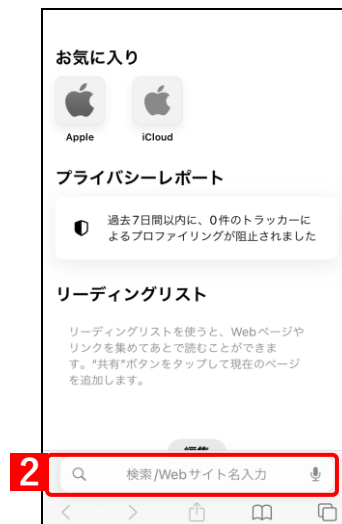 お気に入り
Apple iCloud
プライバシーレポート
過去7日間以内に、0件のトラッカーに
よるプロファイリングが阻止されました
リーディングリスト
リーディングリストを使うと、Webページや
リンクを集めてあとで読むことができま
す。“共有”ボタンをタップして現在のページ
を追加します。
2
検索/Webサイト名入力